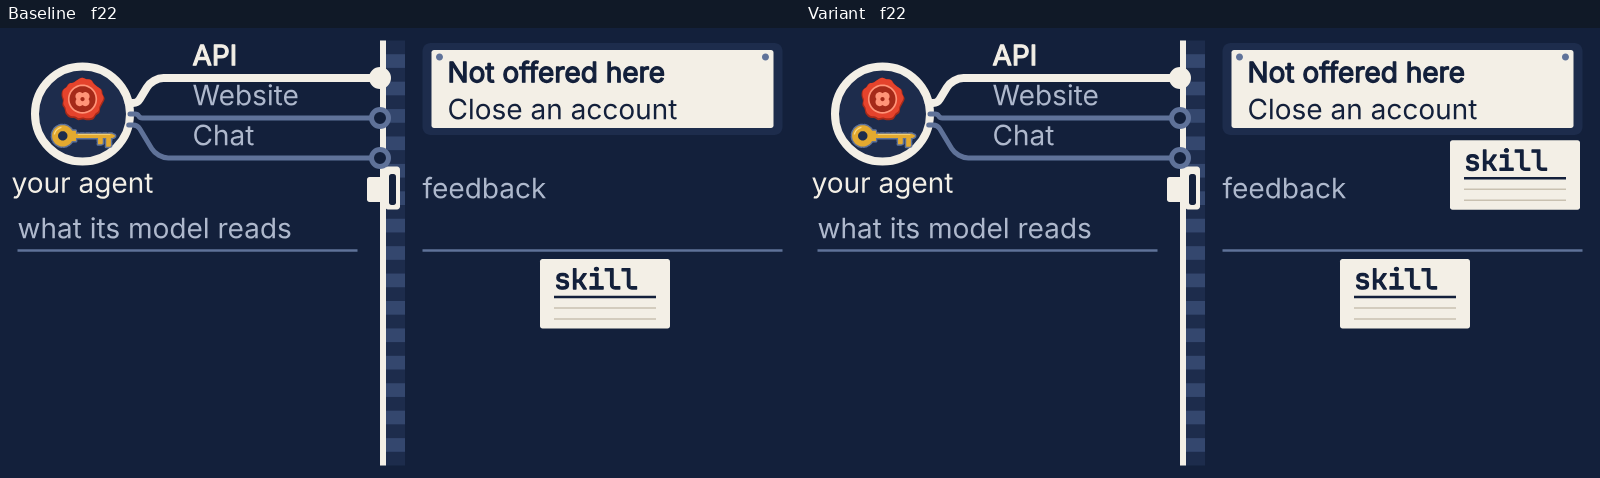 Baseline f22
API
Not offered here
Website
Close an account
Chat
your agent
feedback
what its model reads
skill
Variant f22
API
Not offered here
Website
Close an account
Chat
skill
your agent
feedback
what its model reads
skill